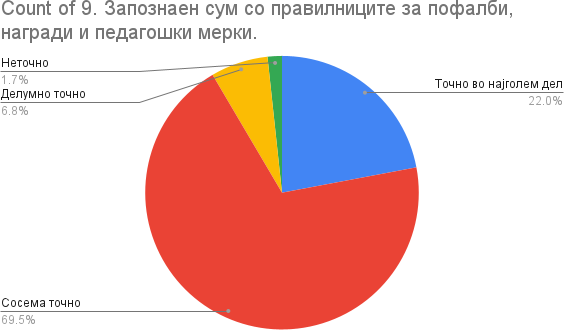 Count of 9. Запознаен сум со правилниците за пофалби,
награди и педагошки мерки.
Неточно
1.7%
Делумно точно
6.8%
Точно во најголем дел
22.0%
Сосема точно
69.5%